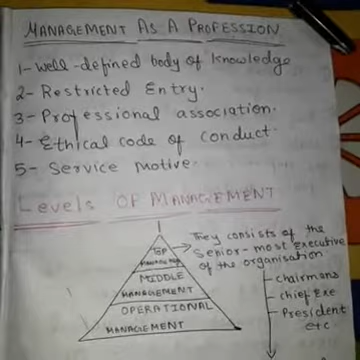 MANAGEMENT AS A PROFESSION
1- Well-defined body of knowledge
2- Restricted Entry.
3- Professional association.
4- Ethical code of conduct.
5- Service Motive.
Levels OF MANAGEMENT
TOP
MANAGEMENT
They consists of the
Senior-most Executive
of the organisation
MIDDLE
MANAGEMENT
OPERATIONAL
MANAGEMENT
- chairmans
- chief Exe
- President
etc